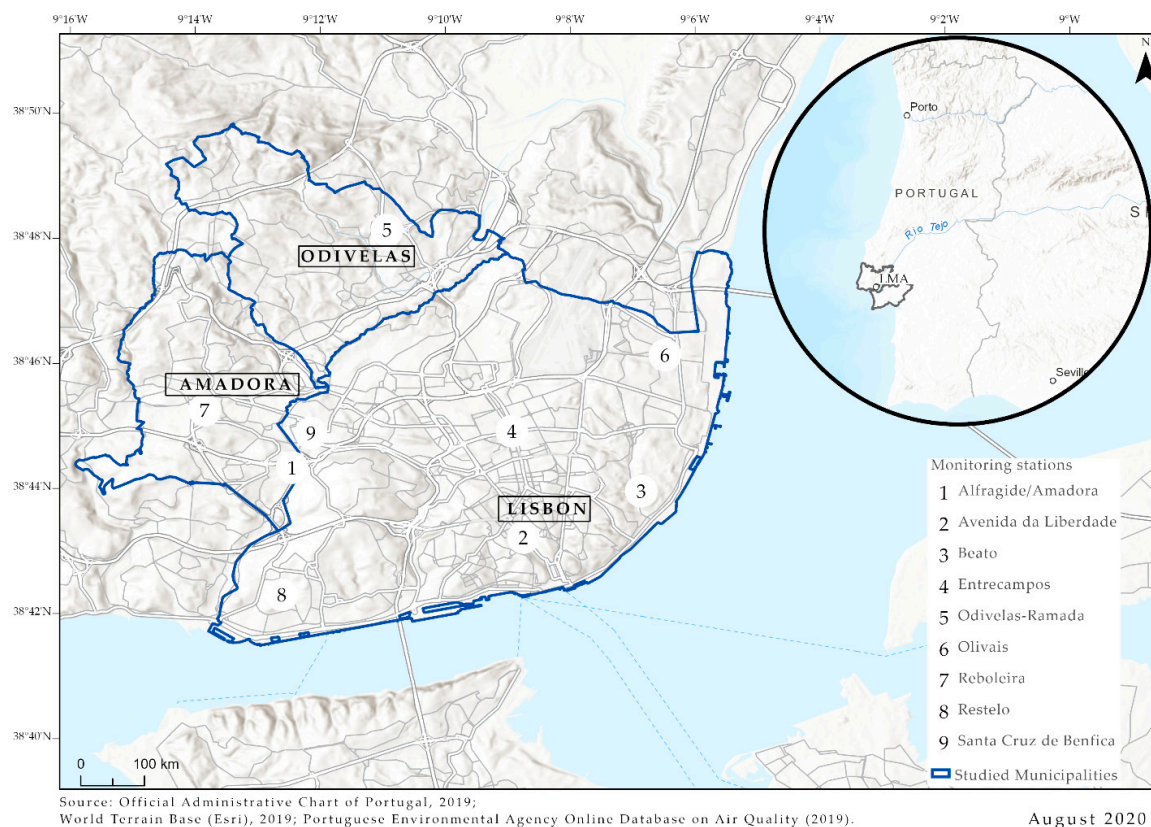 9°16'W 9°14'W 9°12'W 9°10'W 9°8'W 9°6'W 9°4'W 9°2'W 9°W
38°50'N
38°48'N
38°46'N
38°44'N
38°42'N
38°40'N
N
Porto
PORTUGAL
S
Rio Tejo
LMA
Seville
5
ODIVELAS
6
AMADORA
7
9
4
1
3
LISBON
2
8
Monitoring stations
1 Alfragide/Amadora
2 Avenida da Liberdade
3 Beato
4 Entrecampos
5 Odivelas-Ramada
6 Olivais
7 Reboleira
8 Restelo
9 Santa Cruz de Benfica
Studied Municipalities
0 100 km
Source: Official Administrative Chart of Portugal, 2019;
World Terrain Base (Esri), 2019; Portuguese Environmental Agency Online Database on Air Quality (2019).
August 2020